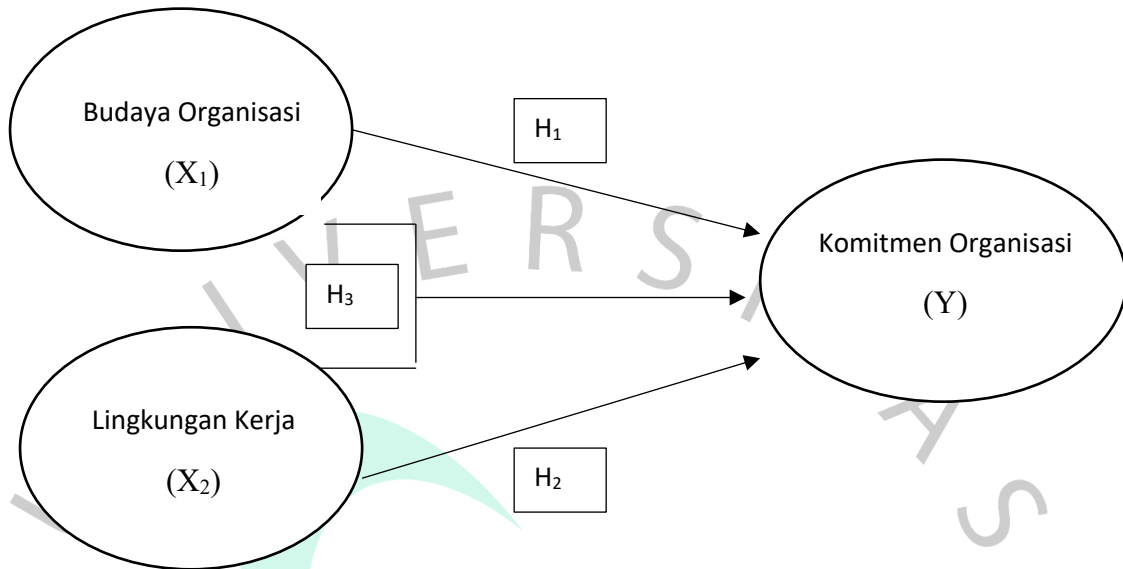 Budaya Organisasi
(X₁)
H₁
Komitmen Organisasi
(Y)
H₃
Lingkungan Kerja
(X₂)
H₂